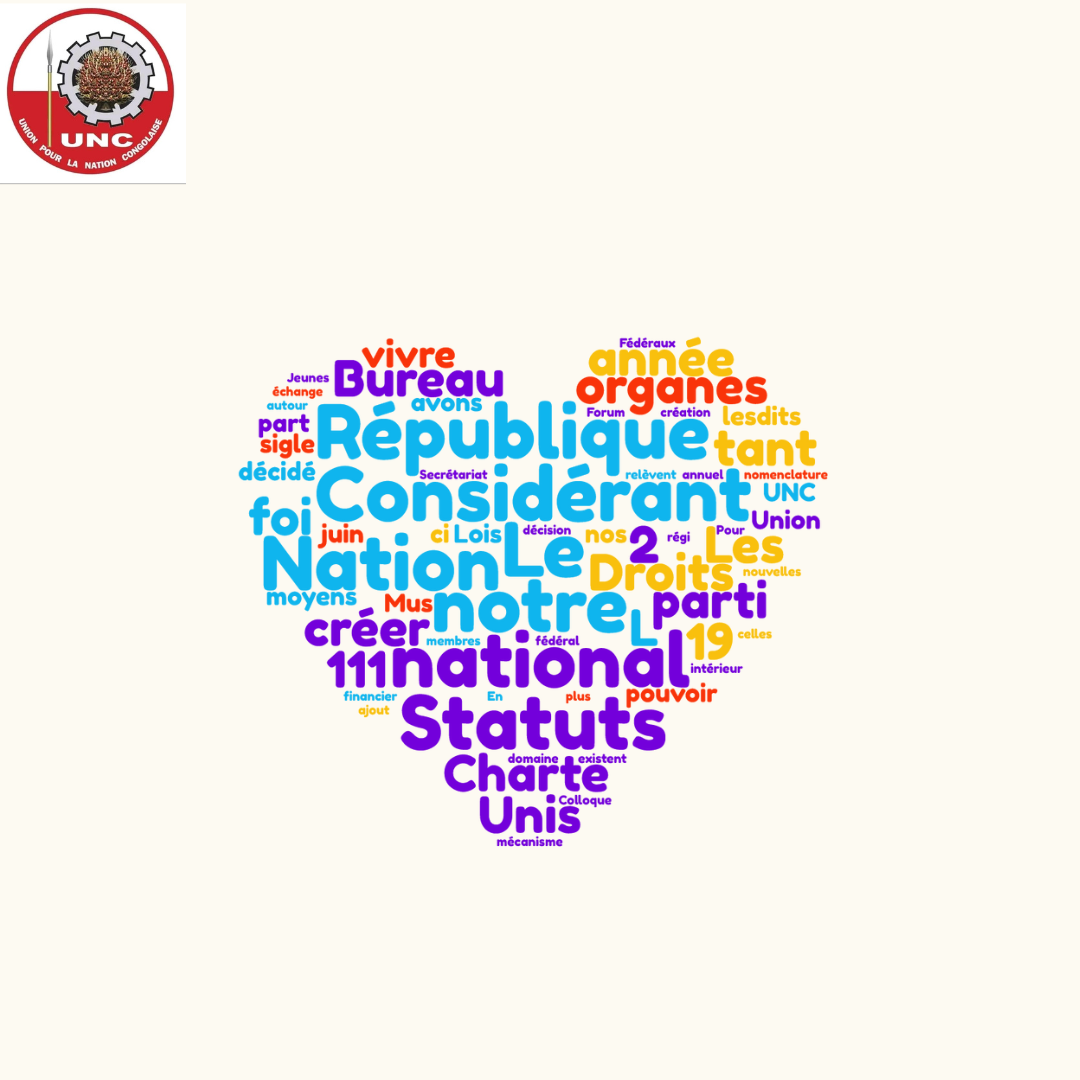 UNC
UNION POUR LA NATION CONGOLAISE
Fédéraux
vivre année
Jeunes Bureau organes
échange
autour avons Forum création lesdits
part République tant
sigle
décidé Secrétariat relèvent annuel nomenclature
Considérant UNC
foi Union
juin ci Lois décision nos 2 régi Pour Les
Nation Le Droits nouvelles
moyens Mus notre parti
créer L 19 celles
membres fédéral
111 national intérieur
financier En plus pouvoir
ajout
Statuts
domaine existent
Charte
Colloque
Unis
mécanisme